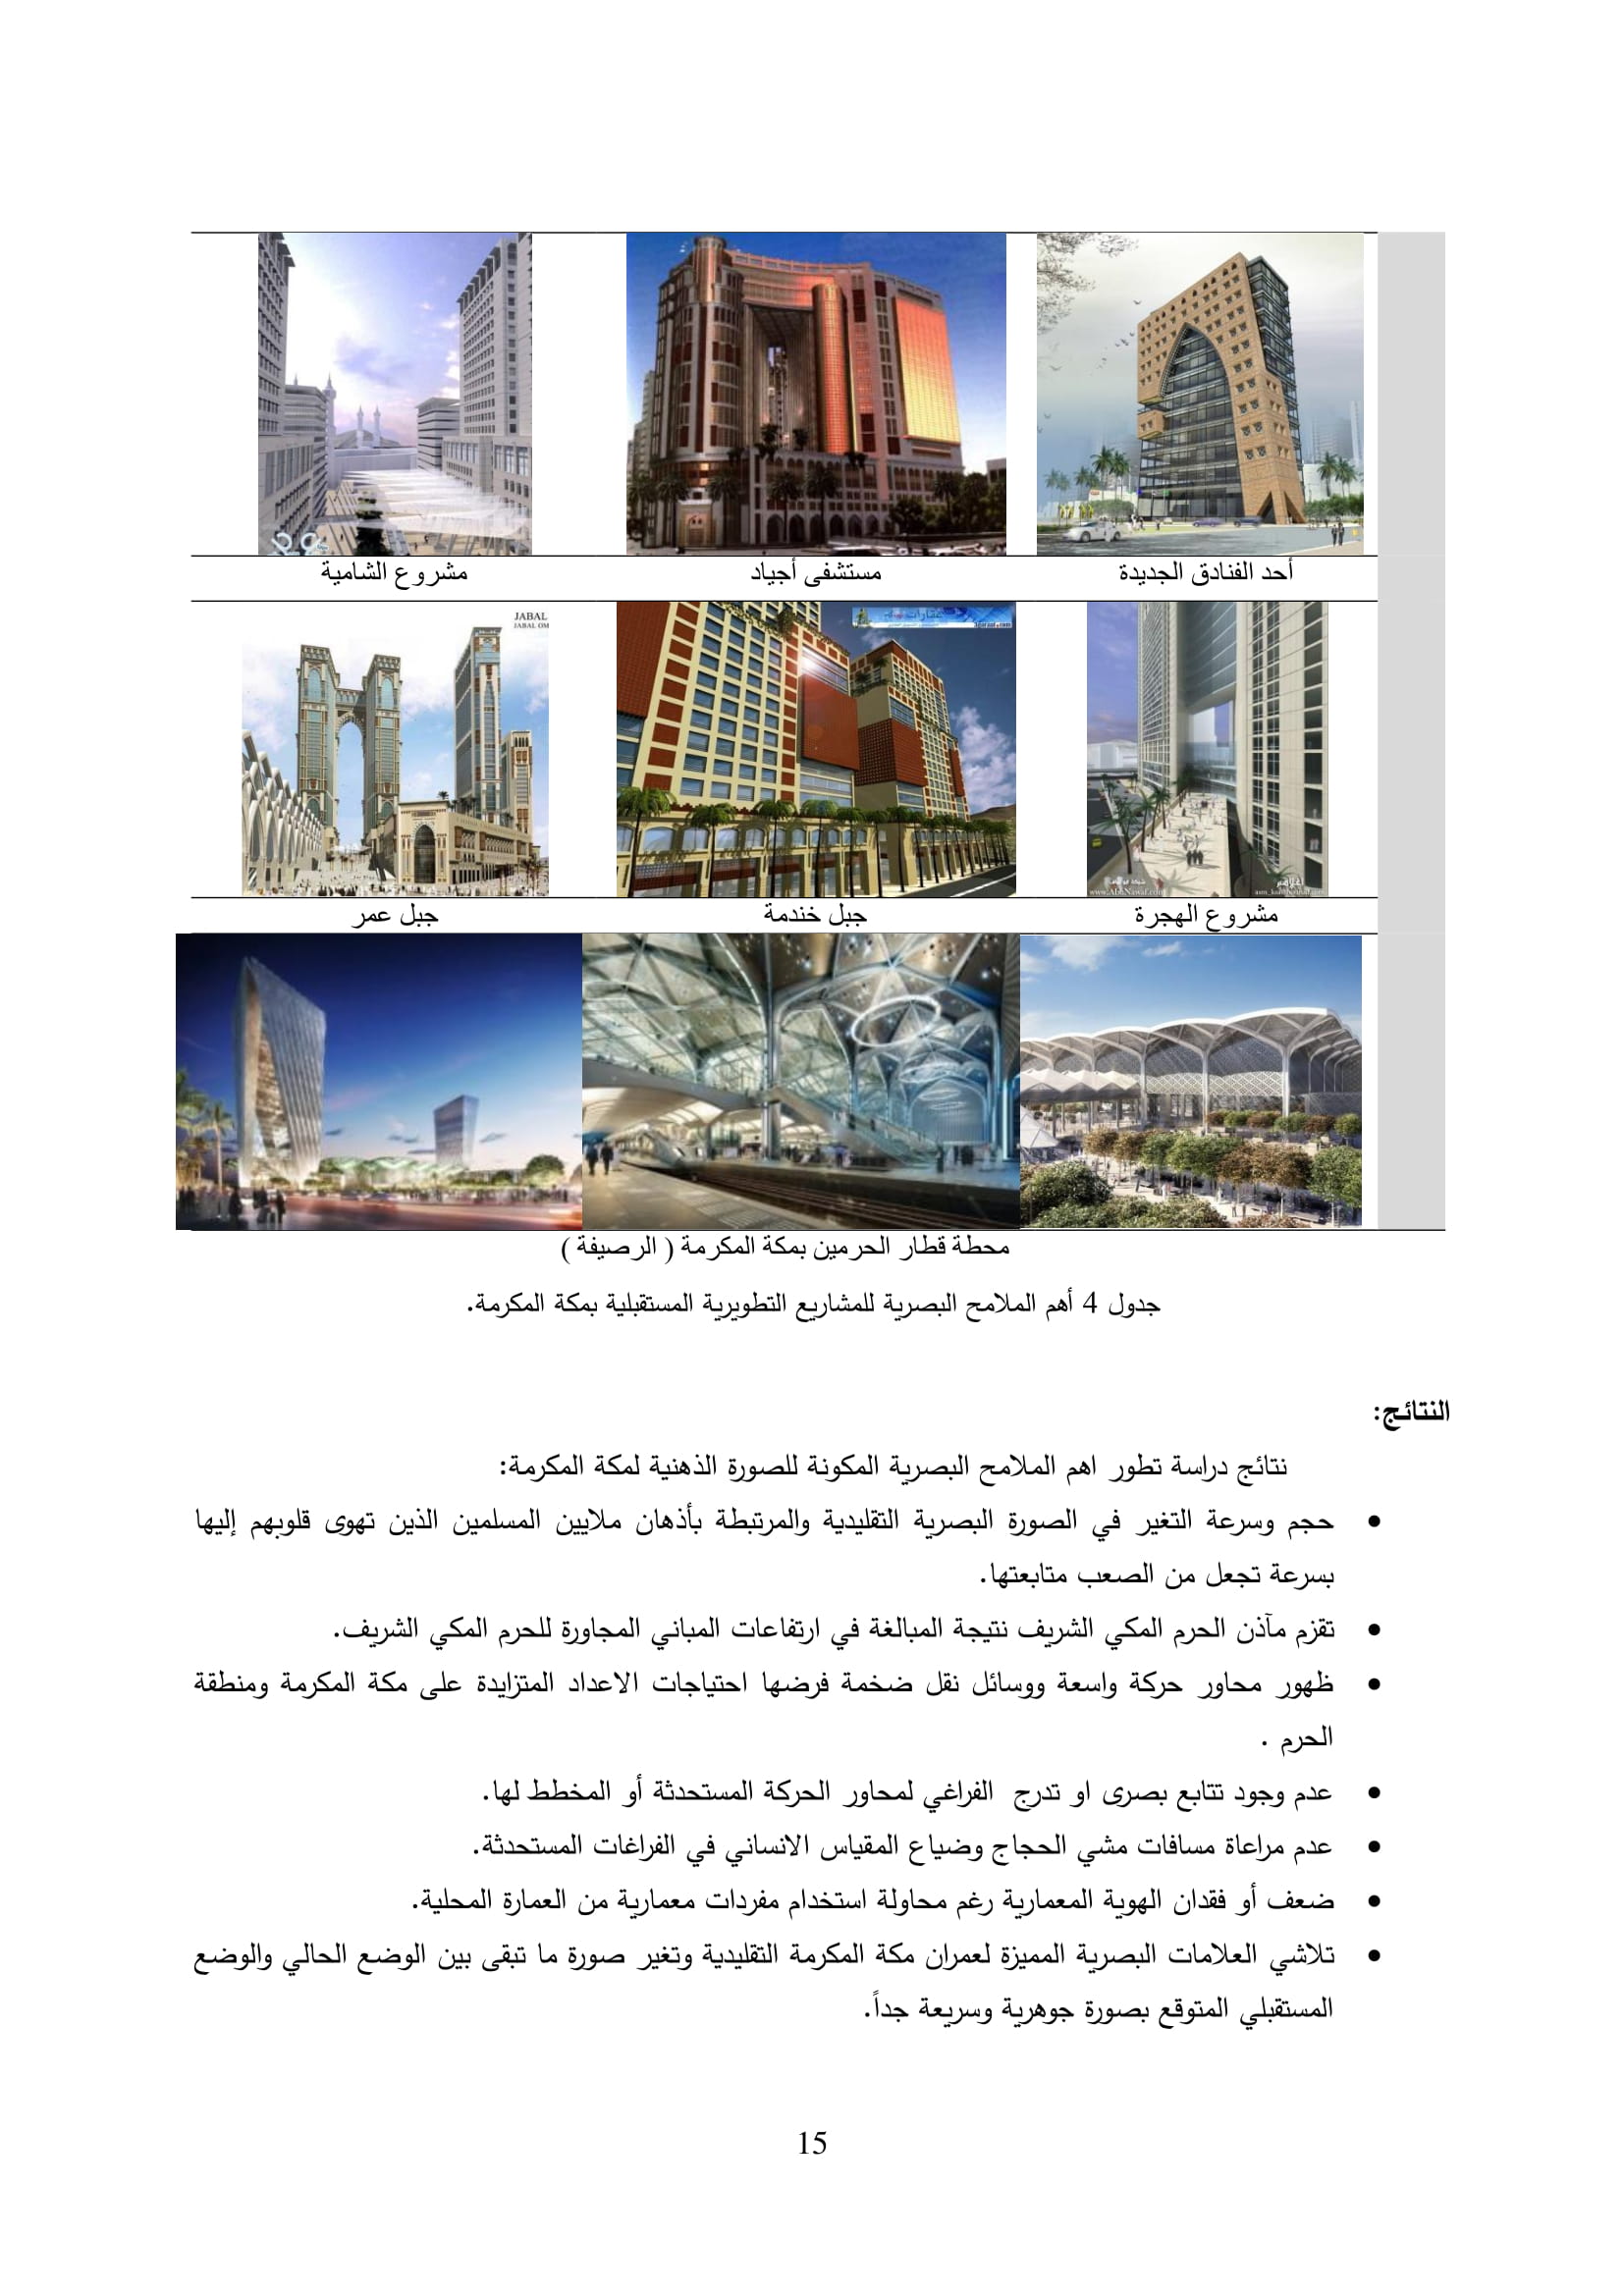 أحد الفنادق الجديدة
مستشفى أجياد
مشروع الشامية
JABAL
JABAL OM
مشروع الهجرة
جبل خندمة
جبل عمر
محطة قطار الحرمين بمكة المكرمة ( الرصيفة )
جدول 4 أهم الملامح البصرية للمشاريع التطويرية المستقبلية بمكة المكرمة.
النتائج:
نتائج دراسة تطور اهم الملامح البصرية المكونة للصورة الذهنية لمكة المكرمة:
• حجم وسرعة التغير في الصورة البصرية التقليدية والمرتبطة بأذهان ملايين المسلمين الذين تهوى قلوبهم إليها
بسرعة تجعل من الصعب متابعتها.
• تقزم مآذن الحرم المكي الشريف نتيجة المبالغة في ارتفاعات المباني المجاورة للحرم المكي الشريف.
• ظهور محاور حركة واسعة ووسائل نقل ضخمة فرضها احتياجات الاعداد المتزايدة على مكة المكرمة ومنطقة
الحرم .
• عدم وجود تتابع بصرى او تدرج الفراغي لمحاور الحركة المستحدثة أو المخطط لها.
• عدم مراعاة مسافات مشي الحجاج وضياع المقياس الانساني في الفراغات المستحدثة.
• ضعف أو فقدان الهوية المعمارية رغم محاولة استخدام مفردات معمارية من العمارة المحلية.
• تلاشي العلامات البصرية المميزة لعمران مكة المكرمة التقليدية وتغير صورة ما تبقى بين الوضع الحالي والوضع
المستقبلي المتوقع بصورة جوهرية وسريعة جداً.
15